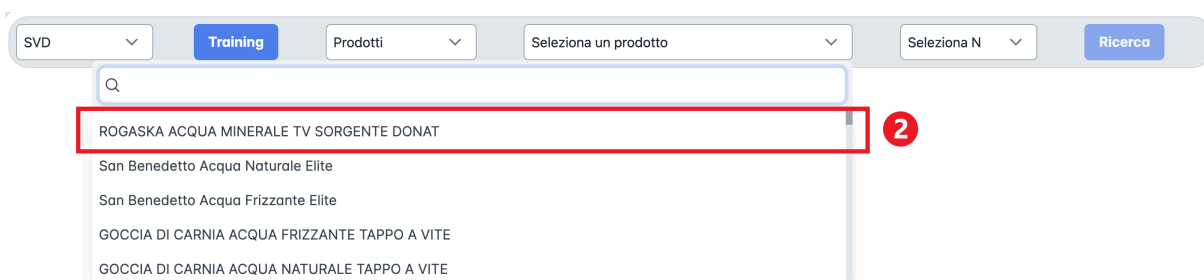 SVD Training Prodotti Seleziona un prodotto Seleziona N Ricerca
ROGASKA ACQUA MINERALE TV SORGENTE DONAT 2
San Benedetto Acqua Naturale Elite
San Benedetto Acqua Frizzante Elite
GOCCIA DI CARNIA ACQUA FRIZZANTE TAPPO A VITE
GOCCIA DI CARNIA ACQUA NATURALE TAPPO A VITE